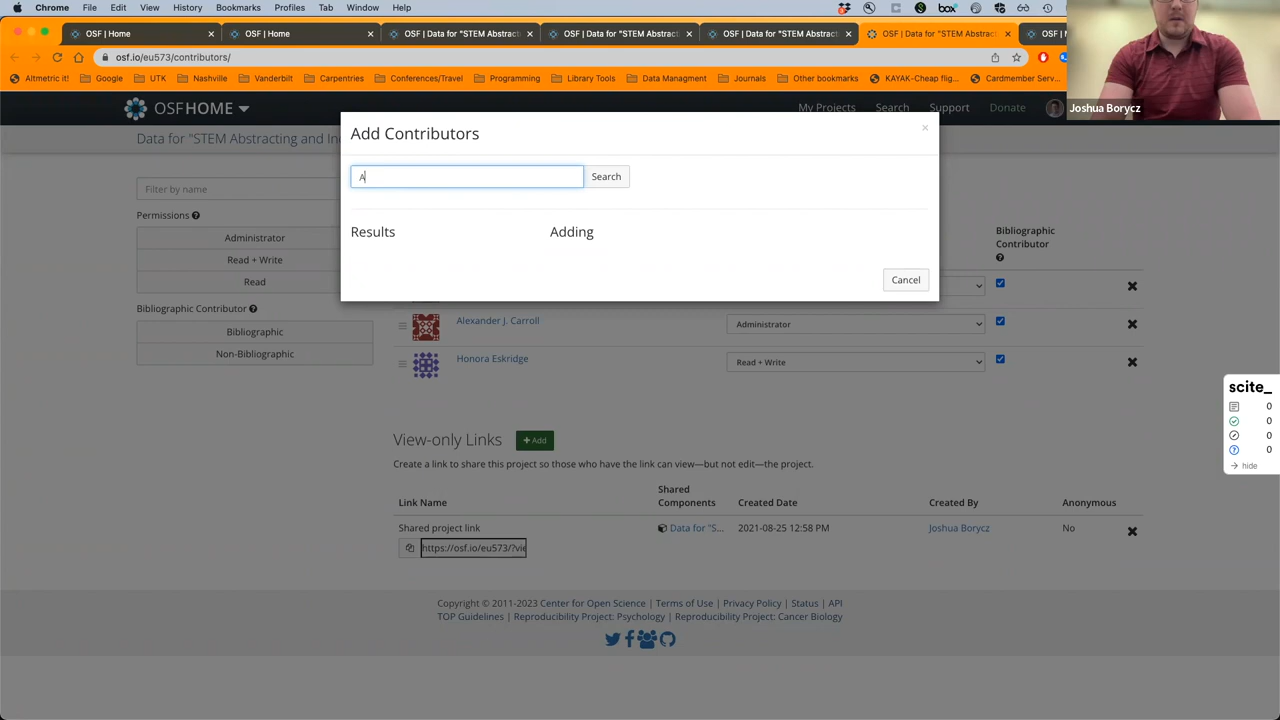 Chrome File Edit View History Bookmarks Profiles Tab Window Help
OSF | Home OSF | Home OSF | Data for "STEM Abstracti OSF | Data for "STEM Abstract OSF | Data for "STEM Abstracti OSF | Data for "STEM Abstrac
osf.io/eu573/contributors/
Altmetric it! Google UTK Nashville Vanderbilt Carpentries Conferences/Travel Programming Library Tools Data Managment Journals Other bookmarks KAYAK-Cheap flig... Cardmember Serv...
OSFHOME My Projects Search Support Donate
Joshua Borycz
Data for "STEM Abstracting and In
Add Contributors ×
A Search
Filter by name
Permissions
Administrator
Read + Write
Read
Bibliographic Contributor
Bibliographic
Non-Bibliographic
Results Adding
Cancel
Bibliographic
Contributor
Alexander J. Carroll Administrator
Honora Eskridge Read + Write
scite_
0
0
0
0
hide
View-only Links + Add
Create a link to share this project so those who have the link can view—but not edit—the project.
Link Name Shared Components Created Date Created By Anonymous
Shared project link Data for "S... 2021-08-25 12:58 PM Joshua Borycz No
https://osf.io/eu573/?vie
Copyright © 2011-2023 Center for Open Science | Terms of Use | Privacy Policy | Status | API
TOP Guidelines | Reproducibility Project: Psychology | Reproducibility Project: Cancer Biology